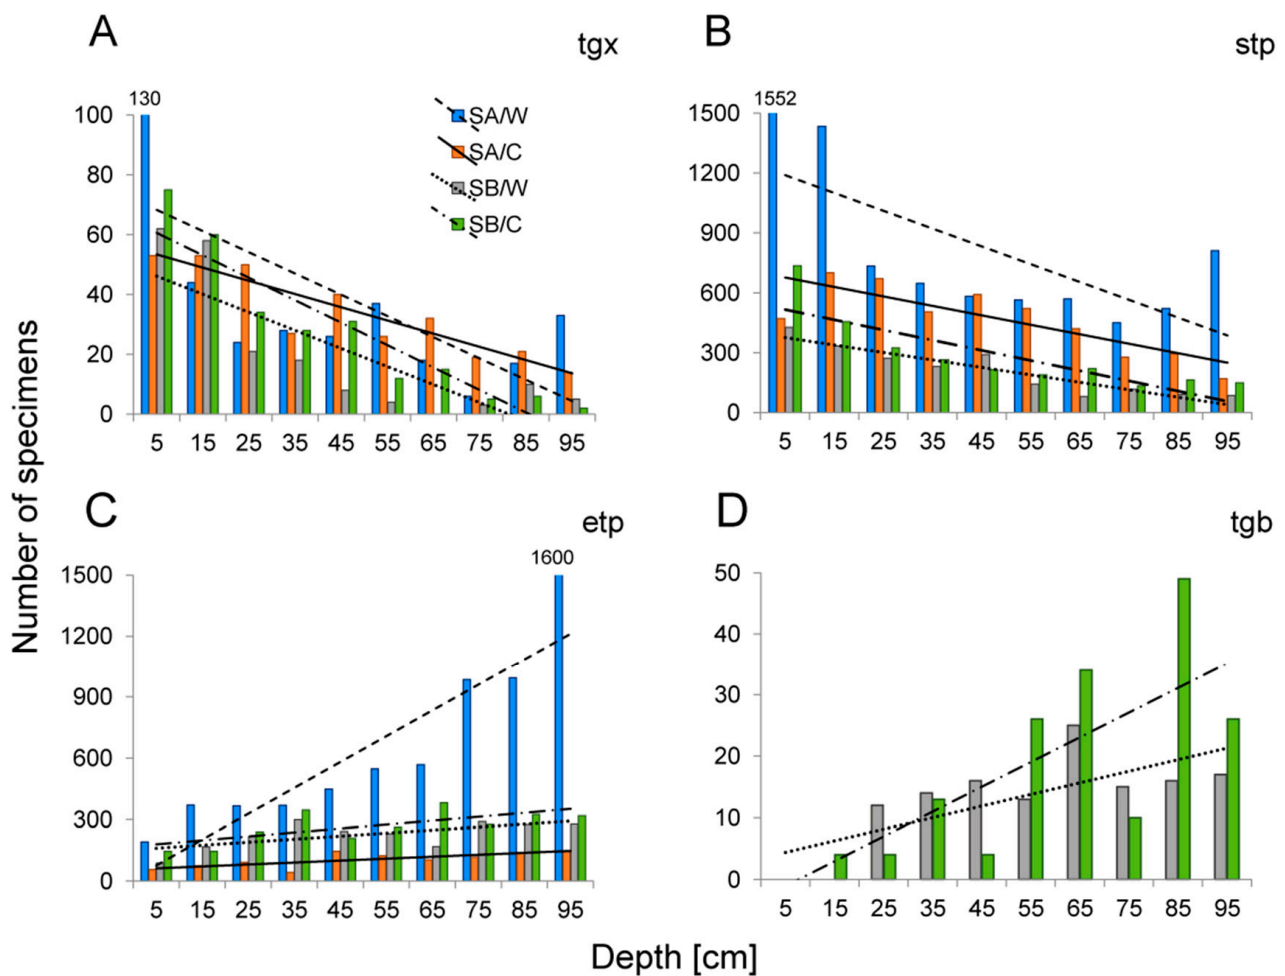 A
tgx
130
100
80
60
40
20
0
SA/W
SA/C
SB/W
SB/C
5 15 25 35 45 55 65 75 85 95
B
stp
1552
1500
1200
900
600
300
0
5 15 25 35 45 55 65 75 85 95
Number of specimens
C
etp
1600
1500
1200
900
600
300
0
5 15 25 35 45 55 65 75 85 95
D
tgb
50
40
30
20
10
0
5 15 25 35 45 55 65 75 85 95
Depth [cm]